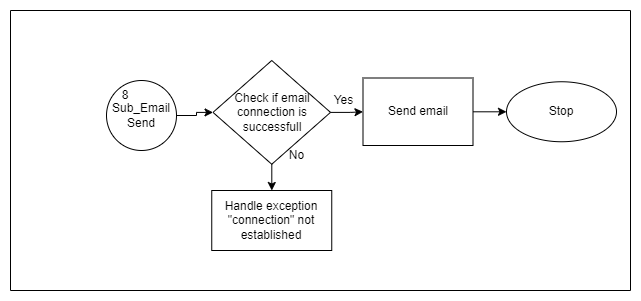 8
Sub_Email
Send
Check if email
connection is
successfull
Yes
Send email
Stop
No
Handle exception
"connection" not
established